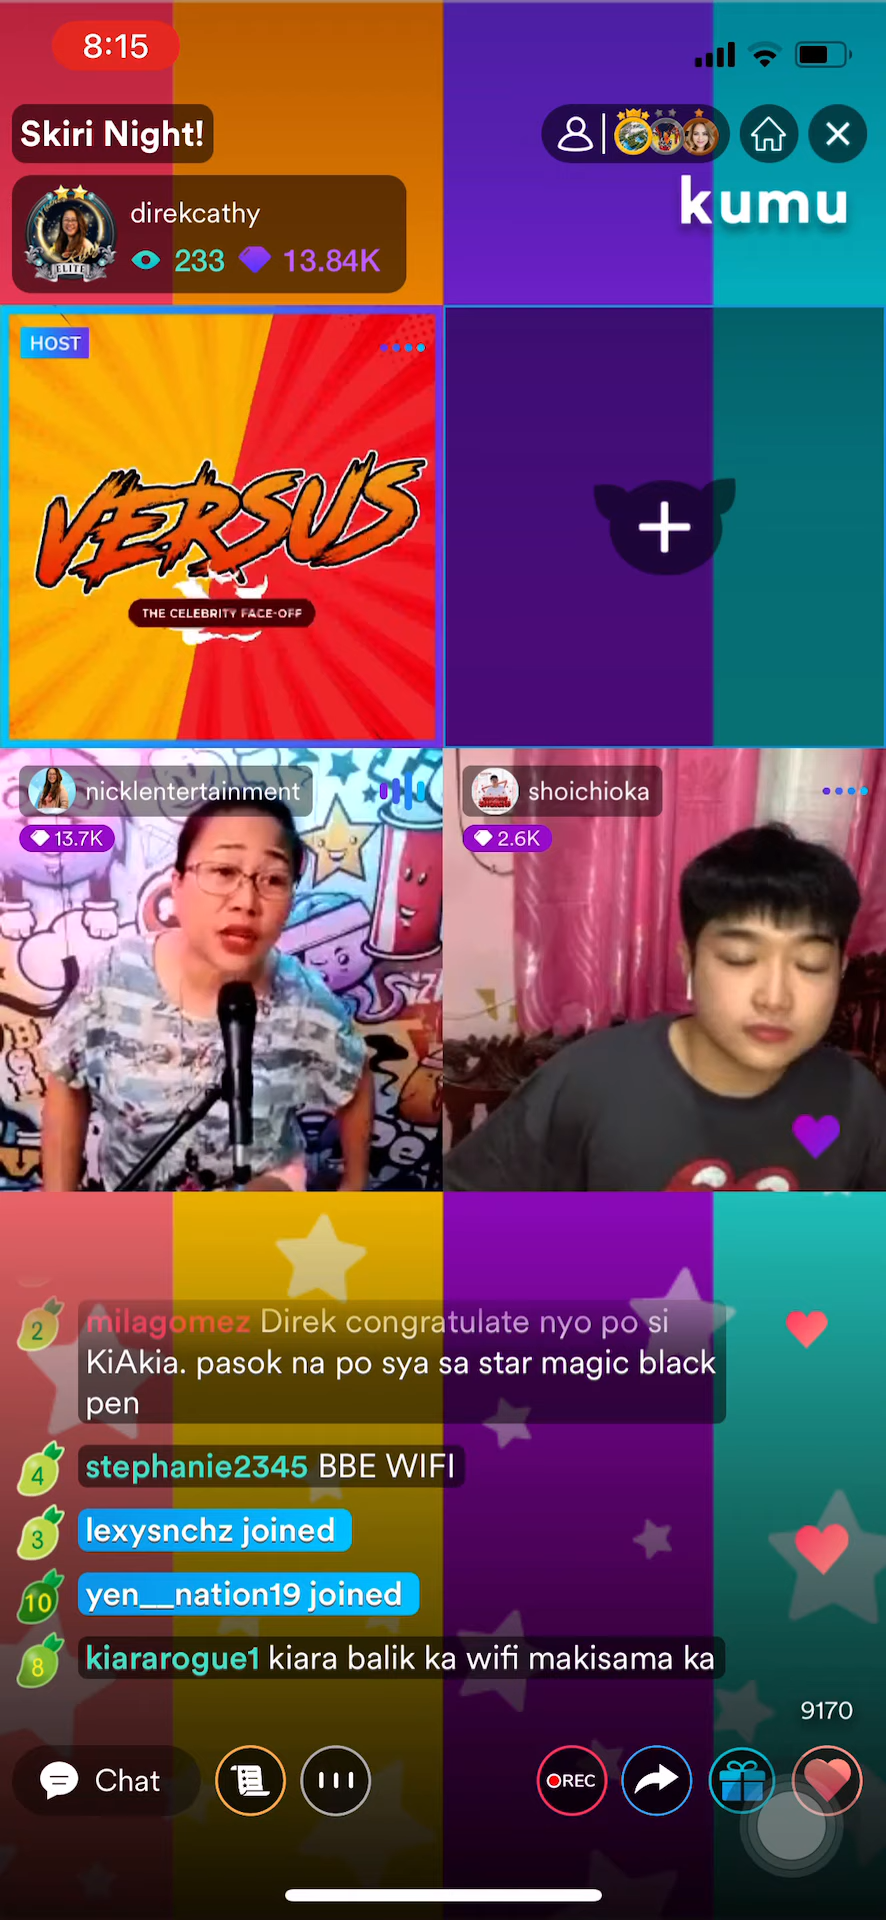 8:15
Skiri Night!
kumu
direkcathy
233 13.84K
ELITE
HOST
VERSUS
THE CELEBRITY FACE-OFF
nicklentertainment
13.7K
shoichioka
2.6K
2 milagomez Direk congratulate nyo po si
KiAkia. pasok na po sya sa star magic black
pen
4 stephanie2345 BBE WIFI
3 lexysnchz joined
10 yen__nation19 joined
8 kiararogue1 kiara balik ka wifi makisama ka
9170
Chat
REC